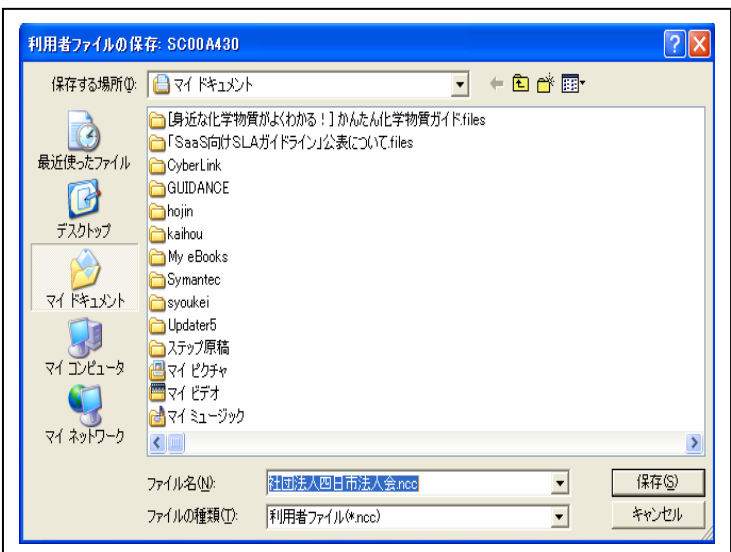 利用者ファイルの保存: SC00A430
保存する場所(I):
マイ ドキュメント
最近使ったファイル
デスクトップ
マイ ドキュメント
マイ コンピュータ
マイ ネットワーク
【身近な化学物質がよくわかる！】かんたん化学物質ガイド.files
「SaaS向けSLAガイドライン」公表について.files
CyberLink
GUIDANCE
hojin
kaihou
My eBooks
Symantec
syoukei
Updater5
ステップ原稿
マイ ピクチャ
マイ ビデオ
マイ ミュージック
ファイル名(N):
社団法人四日市法人会.ncc
保存(S)
ファイルの種類(T):
利用者ファイル(*.ncc)
キャンセル